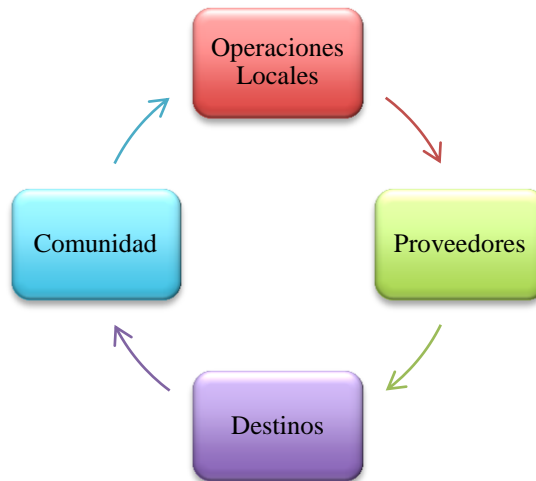 Operaciones
Locales
Comunidad
Proveedores
Destinos